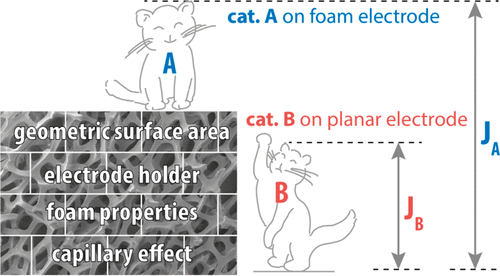 cat. A on foam electrode
A
cat. B on planar electrode
geometric surface area
J_A
electrode holder
B
J_B
foam properties
capillary effect